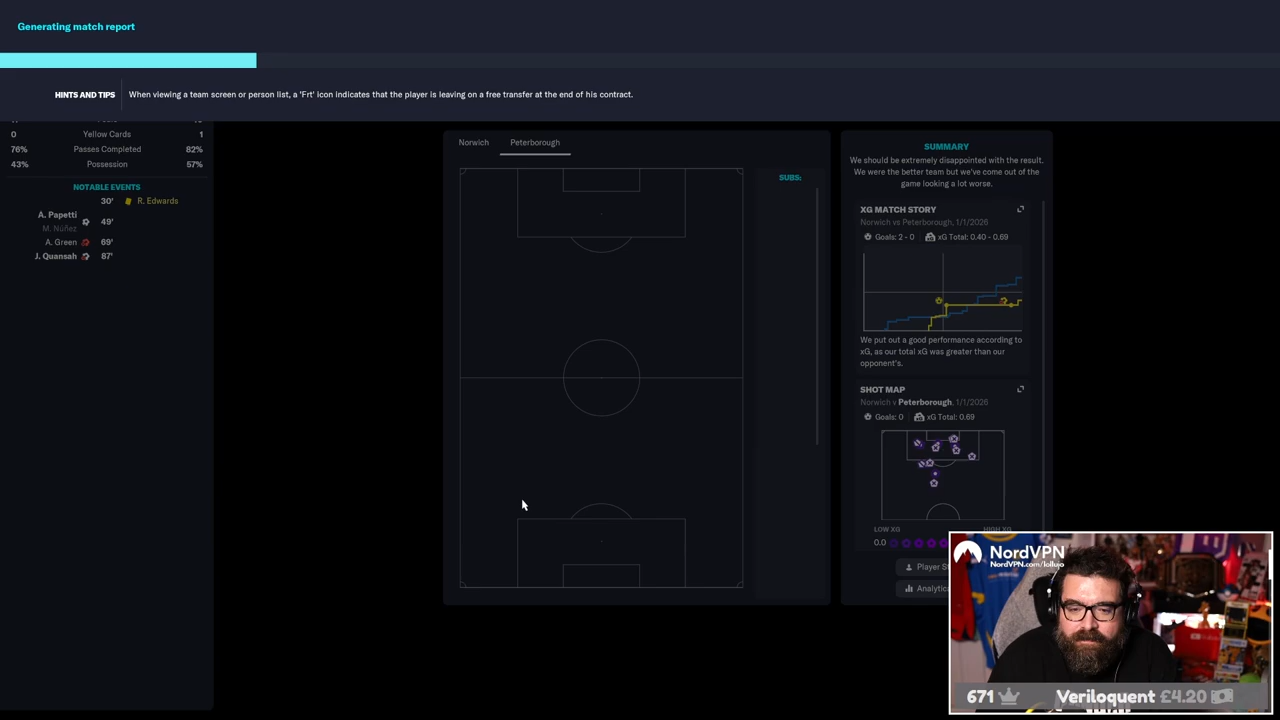 Generating match report
HINTS AND TIPS
When viewing a team screen or person list, a 'Frt' icon indicates that the player is leaving on a free transfer at the end of his contract.
0 Yellow Cards 1
76% Passes Completed 82%
43% Possession 57%
NOTABLE EVENTS
30' R. Edwards
A. Papetti
M. Núñez
49'
A. Green 69'
J. Quansah 87'
Norwich Peterborough
SUBS:
SUMMARY
We should be extremely disappointed with the result.
We were the better team but we've come out of the
game looking a lot worse.
XG MATCH STORY
Norwich vs Peterborough, 1/1/2026
Goals: 2 - 0 xG Total: 0.40 - 0.69
We put out a good performance according to
xG, as our total xG was greater than our
opponent's.
SHOT MAP
Norwich v Peterborough, 1/1/2026
Goals: 0 xG Total: 0.69
LOW XG HIGH XG
0.0
Player
NordVPN
NordVPN.com/lollujo
671 Veriloquent £4.20